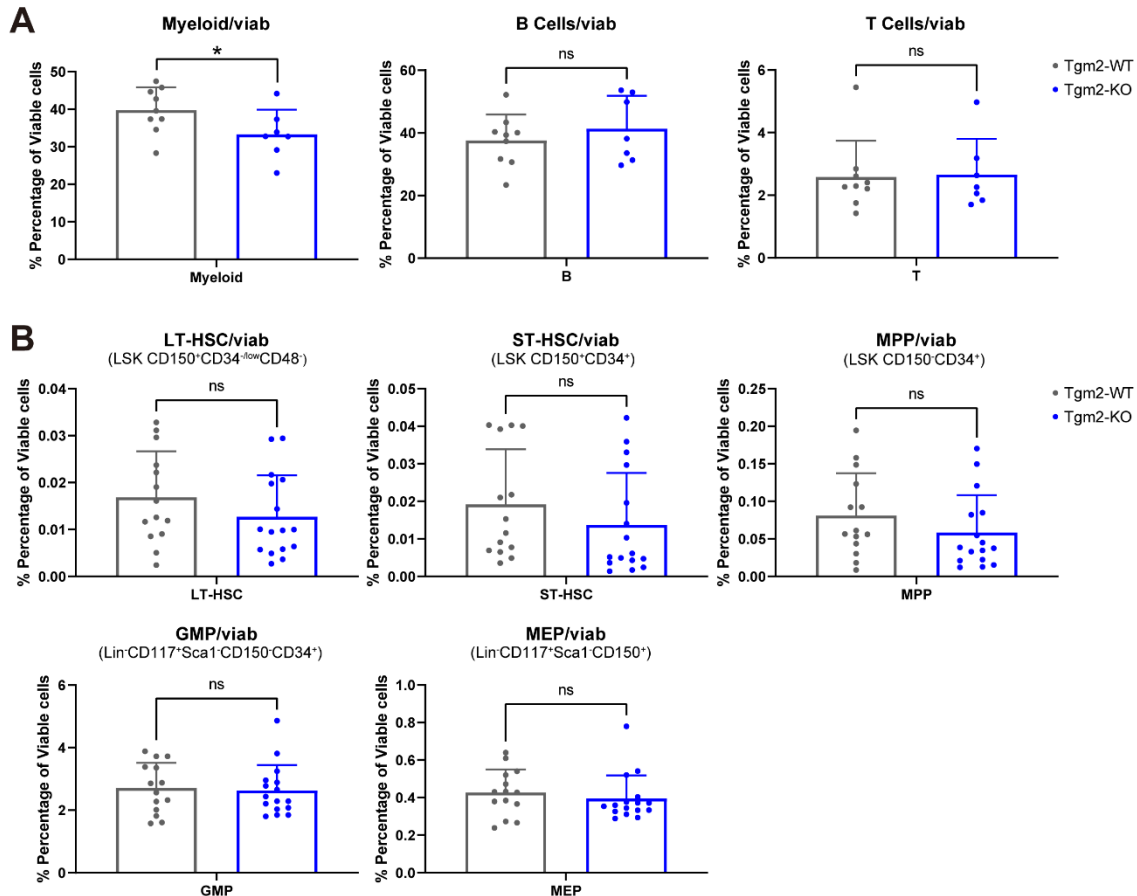 A
Myeloid/viab
*
% Percentage of Viable cells
50
40
30
20
10
0
Myeloid
B Cells/viab
ns
% Percentage of Viable cells
60
40
20
0
B
T Cells/viab
ns
% Percentage of Viable cells
6
4
2
0
T
Tgm2-WT
Tgm2-KO
B
LT-HSC/viab
(LSK CD150⁺CD34⁻/ˡᵒʷCD48⁻)
ns
% Percentage of Viable cells
0.04
0.03
0.02
0.01
0.00
LT-HSC
ST-HSC/viab
(LSK CD150⁺CD34⁺)
ns
% Percentage of Viable cells
0.05
0.04
0.03
0.02
0.01
0.00
ST-HSC
MPP/viab
(LSK CD150⁻CD34⁺)
ns
% Percentage of Viable cells
0.25
0.20
0.15
0.10
0.05
0.00
MPP
Tgm2-WT
Tgm2-KO
GMP/viab
(Lin⁻CD117⁺Sca1⁻CD150⁻CD34⁺)
ns
% Percentage of Viable cells
6
4
2
0
GMP
MEP/viab
(Lin⁻CD117⁺Sca1⁻CD150⁺)
ns
% Percentage of Viable cells
1.0
0.8
0.6
0.4
0.2
0.0
MEP